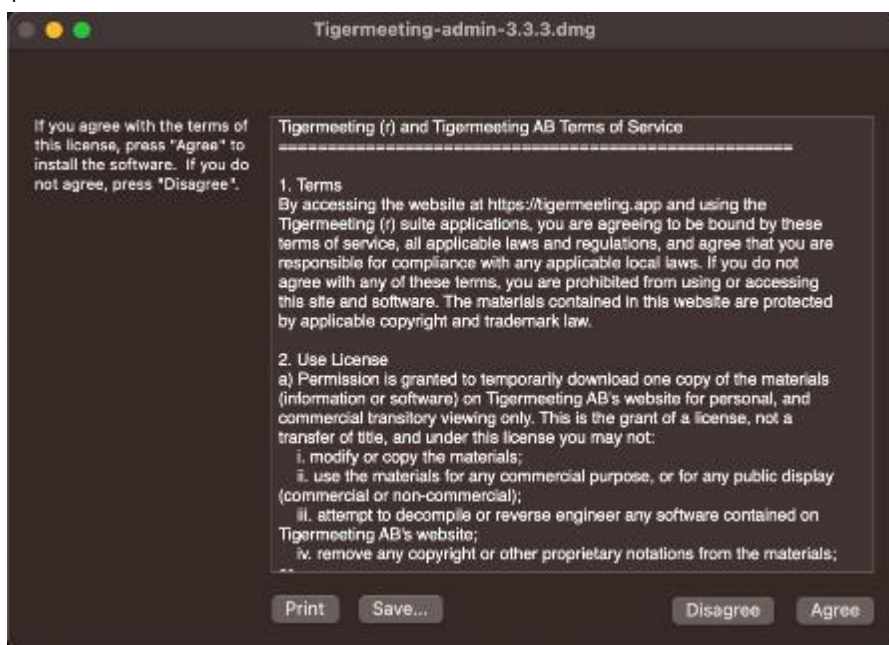 Tigermeeting-admin-3.3.3.dmg
If you agree with the terms of
this license, press "Agree" to
install the software. If you do
not agree, press "Disagree".
Tigermeeting (r) and Tigermeeting AB Terms of Service
=====================================================
1. Terms
By accessing the website at https://tigermeeting.app and using the
Tigermeeting (r) suite applications, you are agreeing to be bound by these
terms of service, all applicable laws and regulations, and agree that you are
responsible for compliance with any applicable local laws. If you do not
agree with any of these terms, you are prohibited from using or accessing
this site and software. The materials contained in this website are protected
by applicable copyright and trademark law.
2. Use License
a) Permission is granted to temporarily download one copy of the materials
(information or software) on Tigermeeting AB's website for personal, and
commercial transitory viewing only. This is the grant of a license, not a
transfer of title, and under this license you may not:
i. modify or copy the materials;
ii. use the materials for any commercial purpose, or for any public display
(commercial or non-commercial);
iii. attempt to decompile or reverse engineer any software contained on
Tigermeeting AB's website;
iv. remove any copyright or other proprietary notations from the materials;
Print
Save...
Disagree
Agree